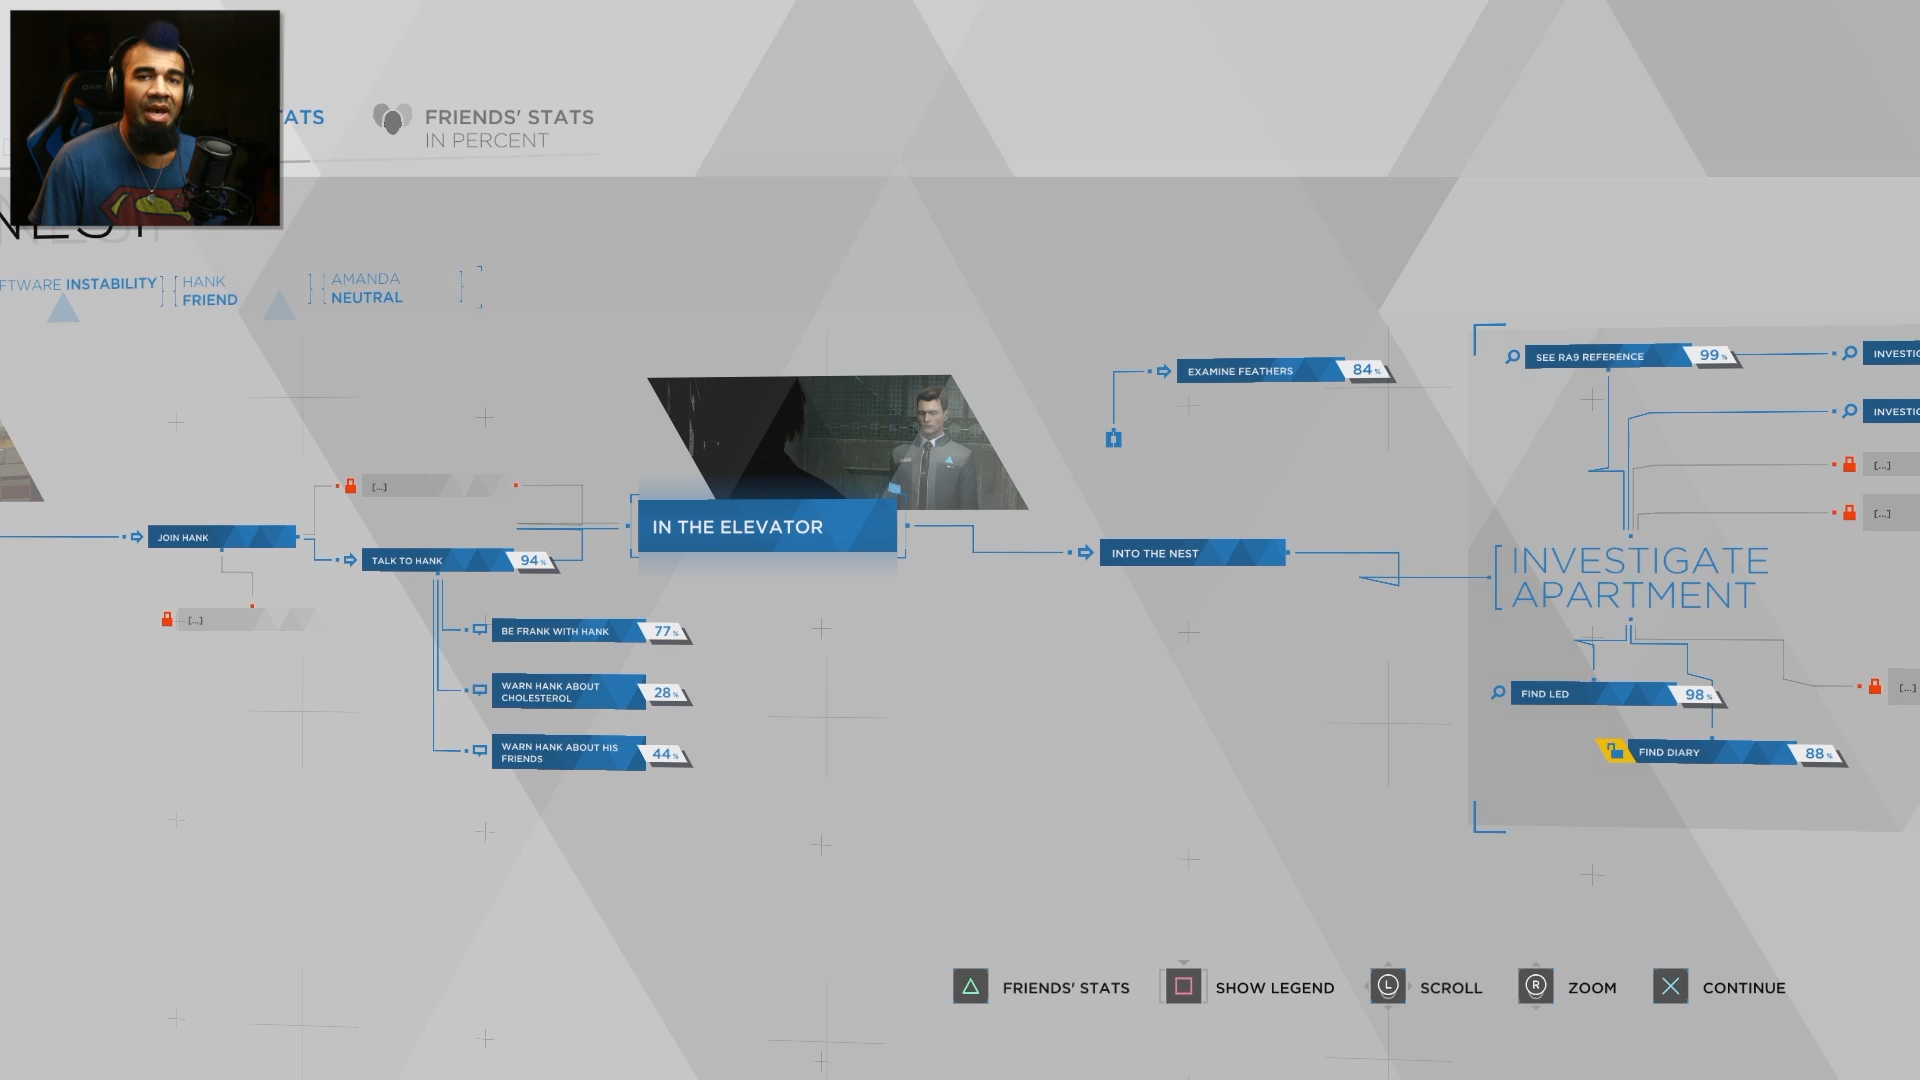 TATS
FRIENDS' STATS
IN PERCENT
NEST
FTWARE INSTABILITY
HANK
FRIEND
AMANDA
NEUTRAL
JOIN HANK
[...]
TALK TO HANK 94%
[...]
BE FRANK WITH HANK 77%
WARN HANK ABOUT
CHOLESTEROL 28%
WARN HANK ABOUT HIS
FRIENDS 44%
IN THE ELEVATOR
EXAMINE FEATHERS 84%
INTO THE NEST
SEE RA9 REFERENCE 99%
INVESTIG
INVESTIG
[...]
[...]
INVESTIGATE
APARTMENT
FIND LED 98%
[...]
FIND DIARY 88%
FRIENDS' STATS
SHOW LEGEND
L SCROLL
R ZOOM
CONTINUE